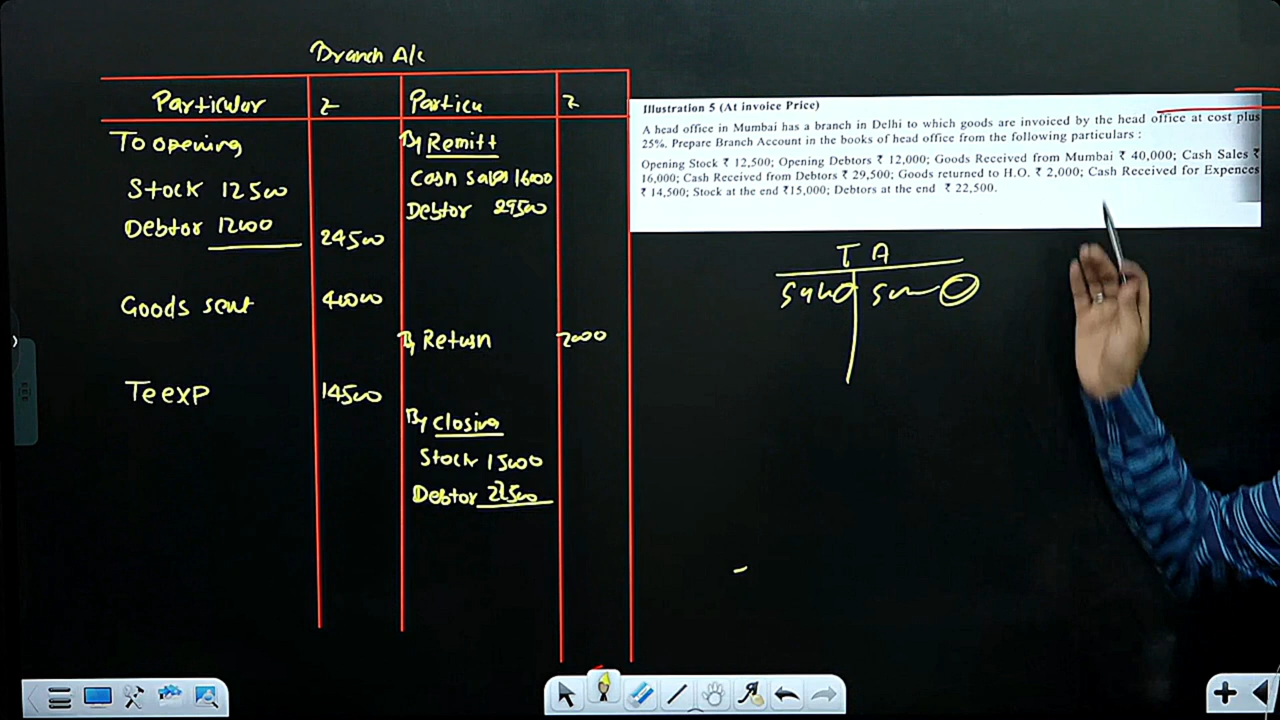 Branch A/c
Particular ₹ Particu ₹
To opening
Stock 12500
Debtor 12000 24500
Goods sent 40000
To exp 14500
By Remitt
Cash sales 16000
Debtor 29500
By Return 2000
By Closing
Stock 15000
Debtor 22500
Illustration 5 (At invoice Price)
A head office in Mumbai has a branch in Delhi to which goods are invoiced by the head office at cost plus
25%. Prepare Branch Account in the books of head office from the following particulars :
Opening Stock ₹ 12,500; Opening Debtors ₹ 12,000; Goods Received from Mumbai ₹ 40,000; Cash Sales ₹
16,000; Cash Received from Debtors ₹ 29,500; Goods returned to H.O. ₹ 2,000; Cash Received for Expences
₹ 14,500; Stock at the end ₹15,000; Debtors at the end ₹ 22,500.
T A